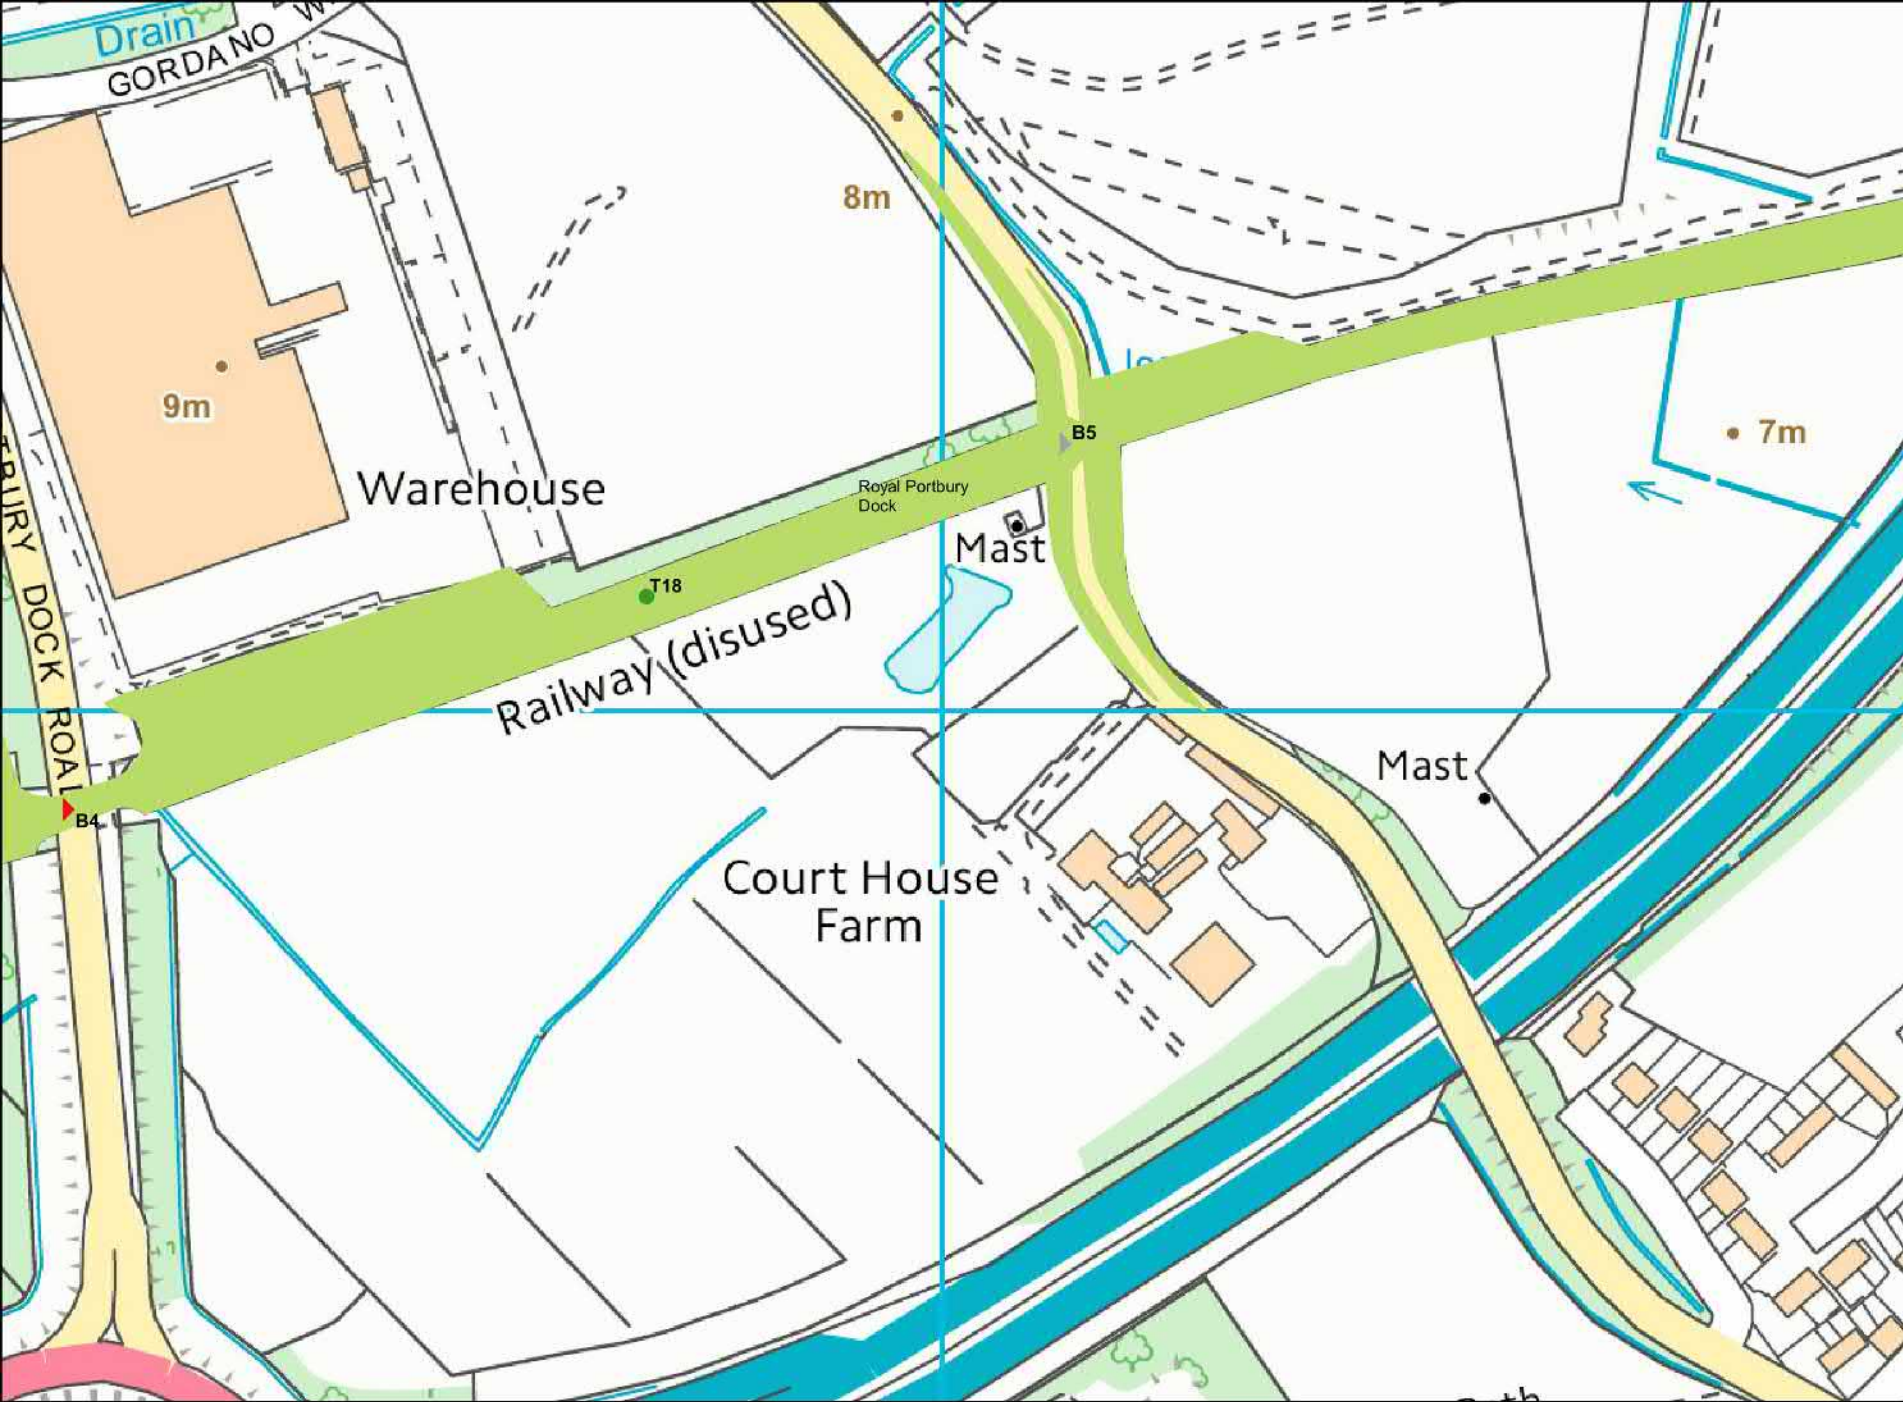 Drain
GORDANO
8m
9m
7m
B5
Warehouse
Royal Portbury
Dock
Mast
T18
DOCK ROAD
Railway (disused)
Mast
B4
Court House
Farm